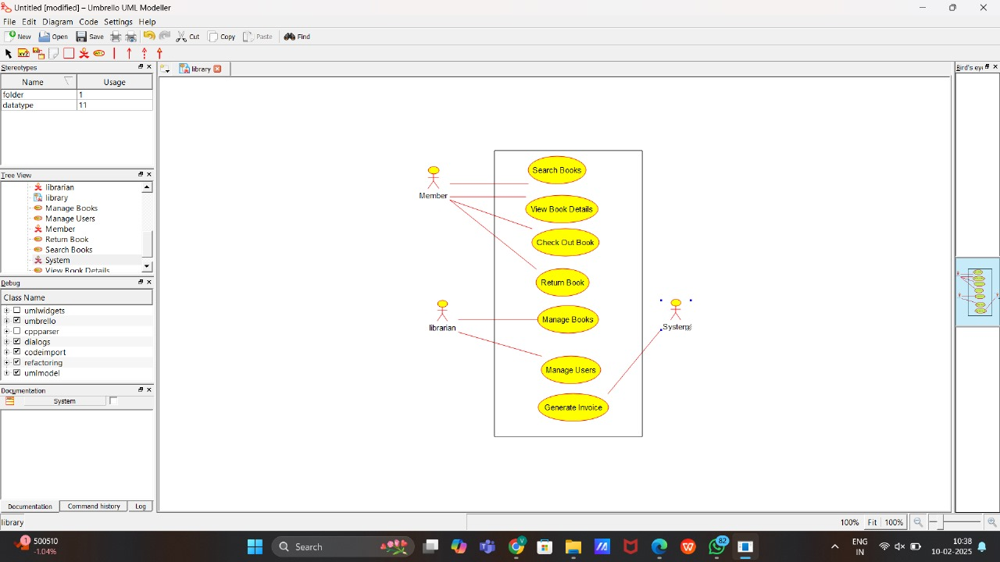 Untitled [modified] – Umbrello UML Modeller
File Edit Diagram Code Settings Help
New Open Save Cut Copy Paste Find
Stereotypes
Name Usage
folder 1
datatype 11
Tree View
librarian
library
Manage Books
Manage Users
Member
Return Book
Search Books
System
View Book Details
Debug
Class Name
umlwidgets
umbrello
cppparser
dialogs
codeimport
refactoring
umlmodel
Documentation
System
Documentation Command history Log
library
library
Member
Search Books
View Book Details
Check Out Book
Return Book
librarian
Manage Books
System
Manage Users
Generate Invoice
Bird's ey
100% Fit 100%
1
500510
-1.04%
Search
82
ENG
IN
10:38
10-02-2025